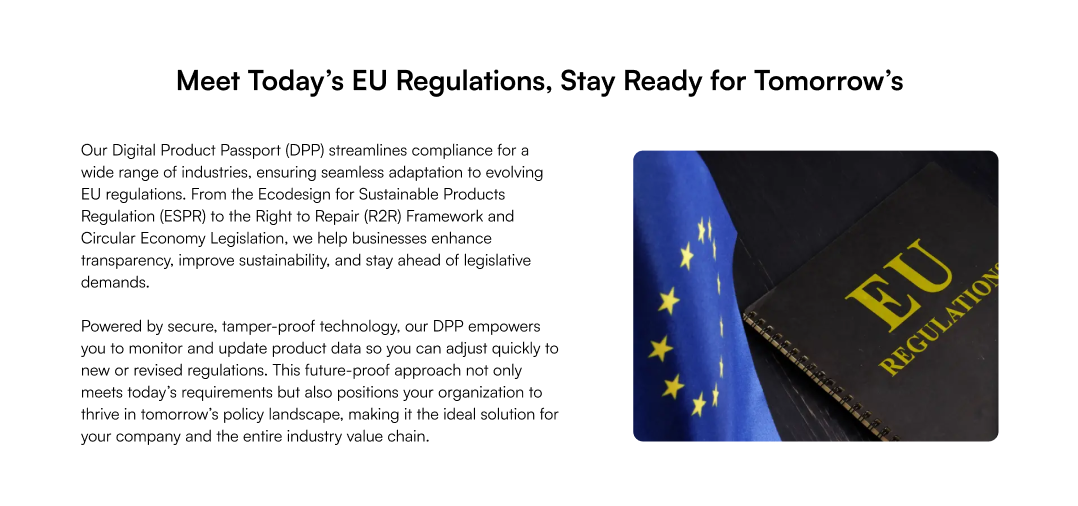 Meet Today’s EU Regulations, Stay Ready for Tomorrow’s
Our Digital Product Passport (DPP) streamlines compliance for a
wide range of industries, ensuring seamless adaptation to evolving
EU regulations. From the Ecodesign for Sustainable Products
Regulation (ESPR) to the Right to Repair (R2R) Framework and
Circular Economy Legislation, we help businesses enhance
transparency, improve sustainability, and stay ahead of legislative
demands.
Powered by secure, tamper-proof technology, our DPP empowers
you to monitor and update product data so you can adjust quickly to
new or revised regulations. This future-proof approach not only
meets today’s requirements but also positions your organization to
thrive in tomorrow’s policy landscape, making it the ideal solution for
your company and the entire industry value chain.
EU
REGULATIONS